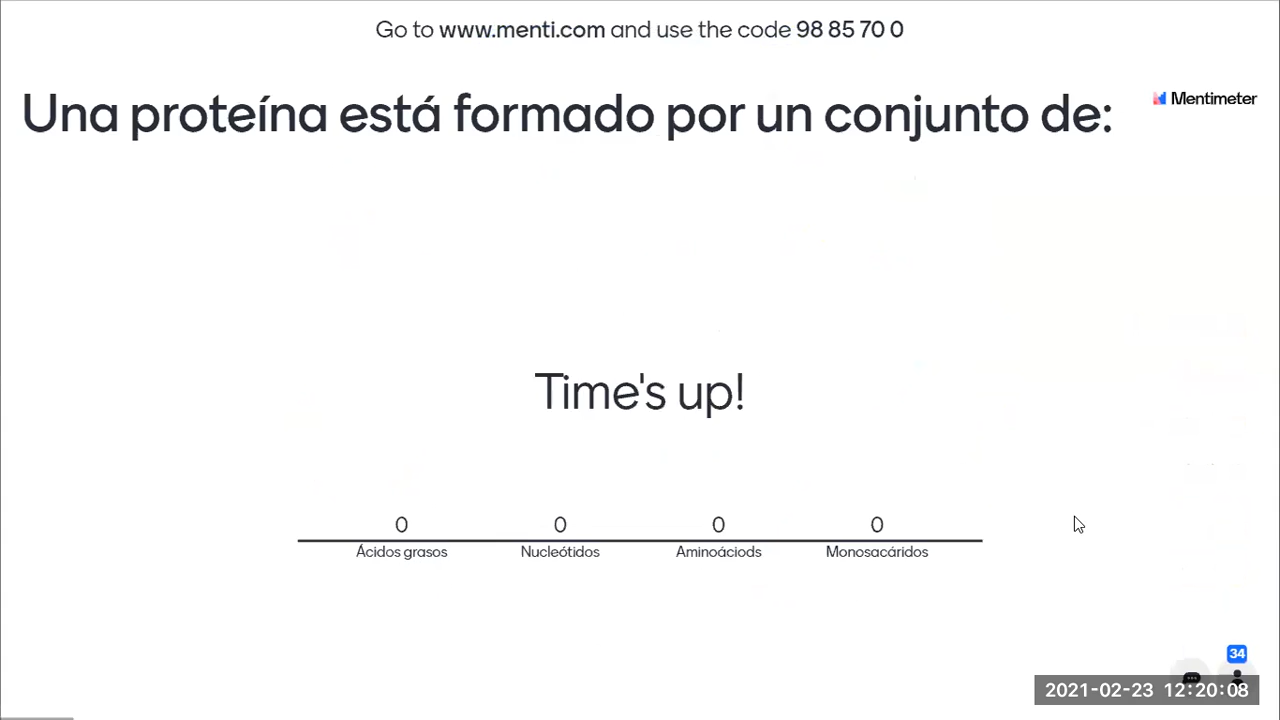 Go to www.menti.com and use the code 98 85 70 0
Una proteína está formado por un conjunto de:
Mentimeter
Time's up!
0 0 0 0
Ácidos grasos Nucleótidos Aminoáciods Monosacáridos
34
2021-02-23 12:20:08